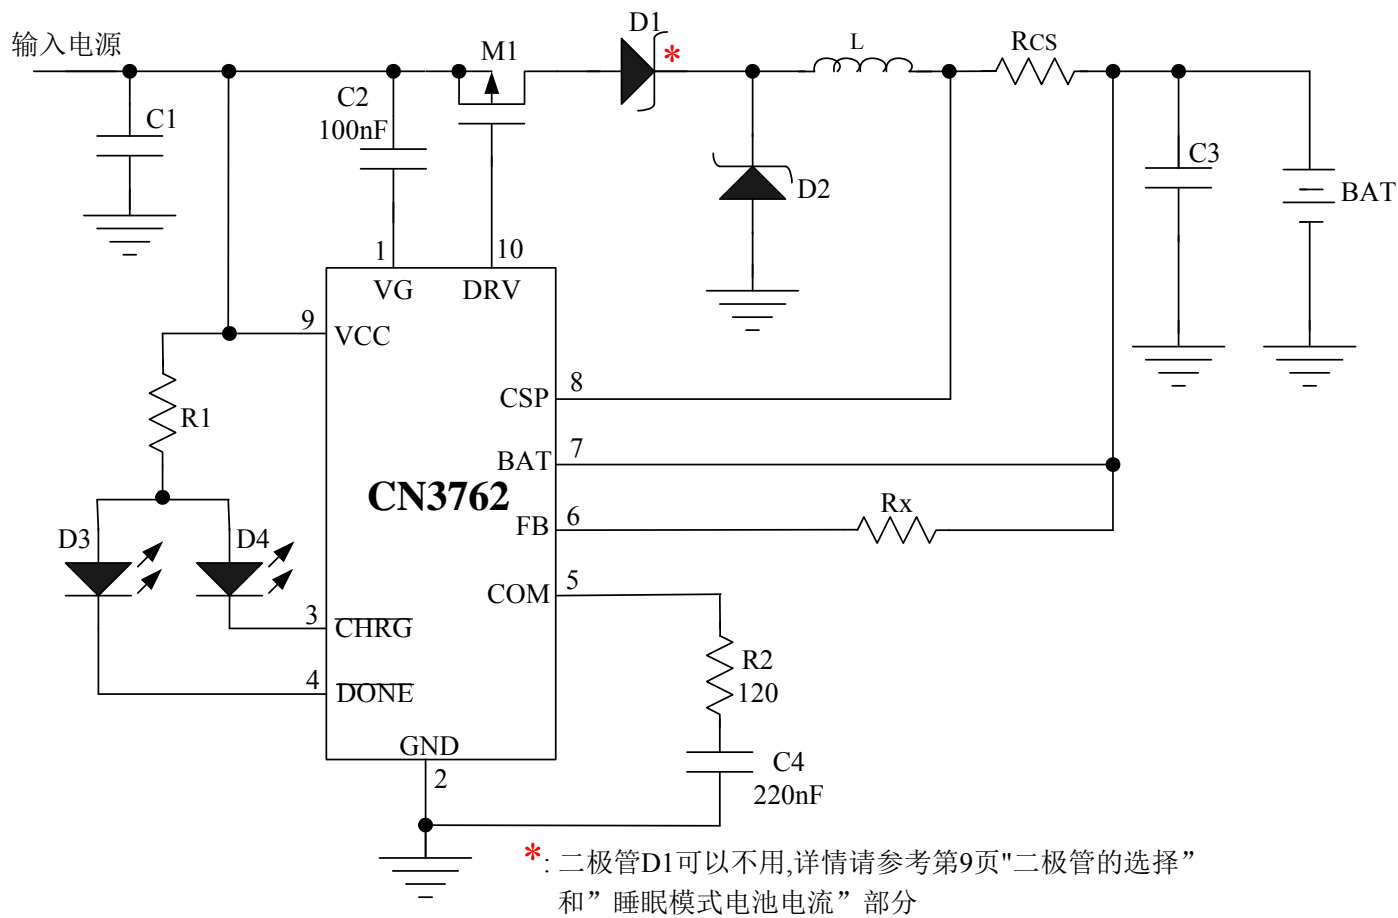 输入电源
D1
*
L
RCS
M1
C1
C2
100nF
D2
C3
BAT
1
10
VG
DRV
9
VCC
R1
8
CSP
7
BAT
CN3762
6
FB
Rx
D3
D4
5
COM
3
CHRG
4
DONE
R2
120
GND
2
C4
220nF
*: 二极管D1可以不用,详情请参考第9页"二极管的选择”
和”睡眠模式电池电流”部分